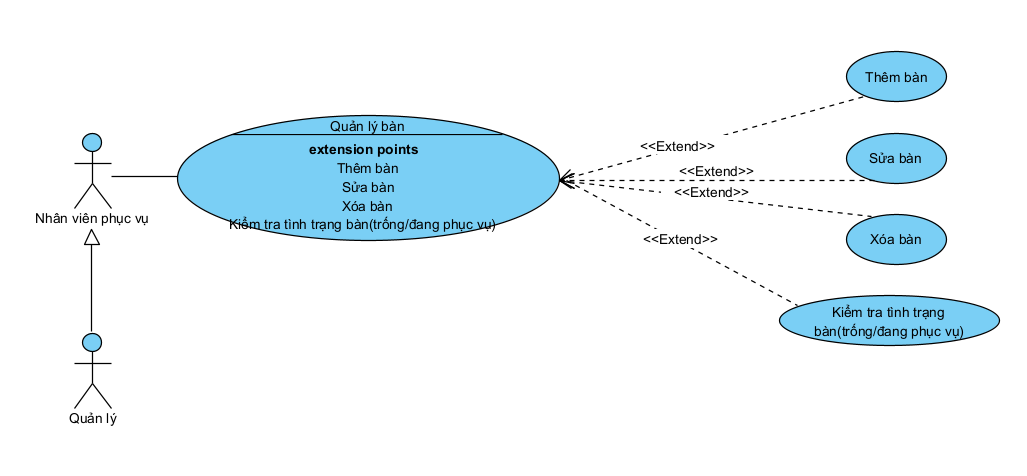 Quản lý bàn
extension points
Thêm bàn
Sửa bàn
Xóa bàn
Kiểm tra tình trạng bàn(trống/đang phục vụ)
Nhân viên phục vụ
Quản lý
<<Extend>>
<<Extend>>
<<Extend>>
<<Extend>>
Thêm bàn
Sửa bàn
Xóa bàn
Kiểm tra tình trạng
bàn(trống/đang phục vụ)